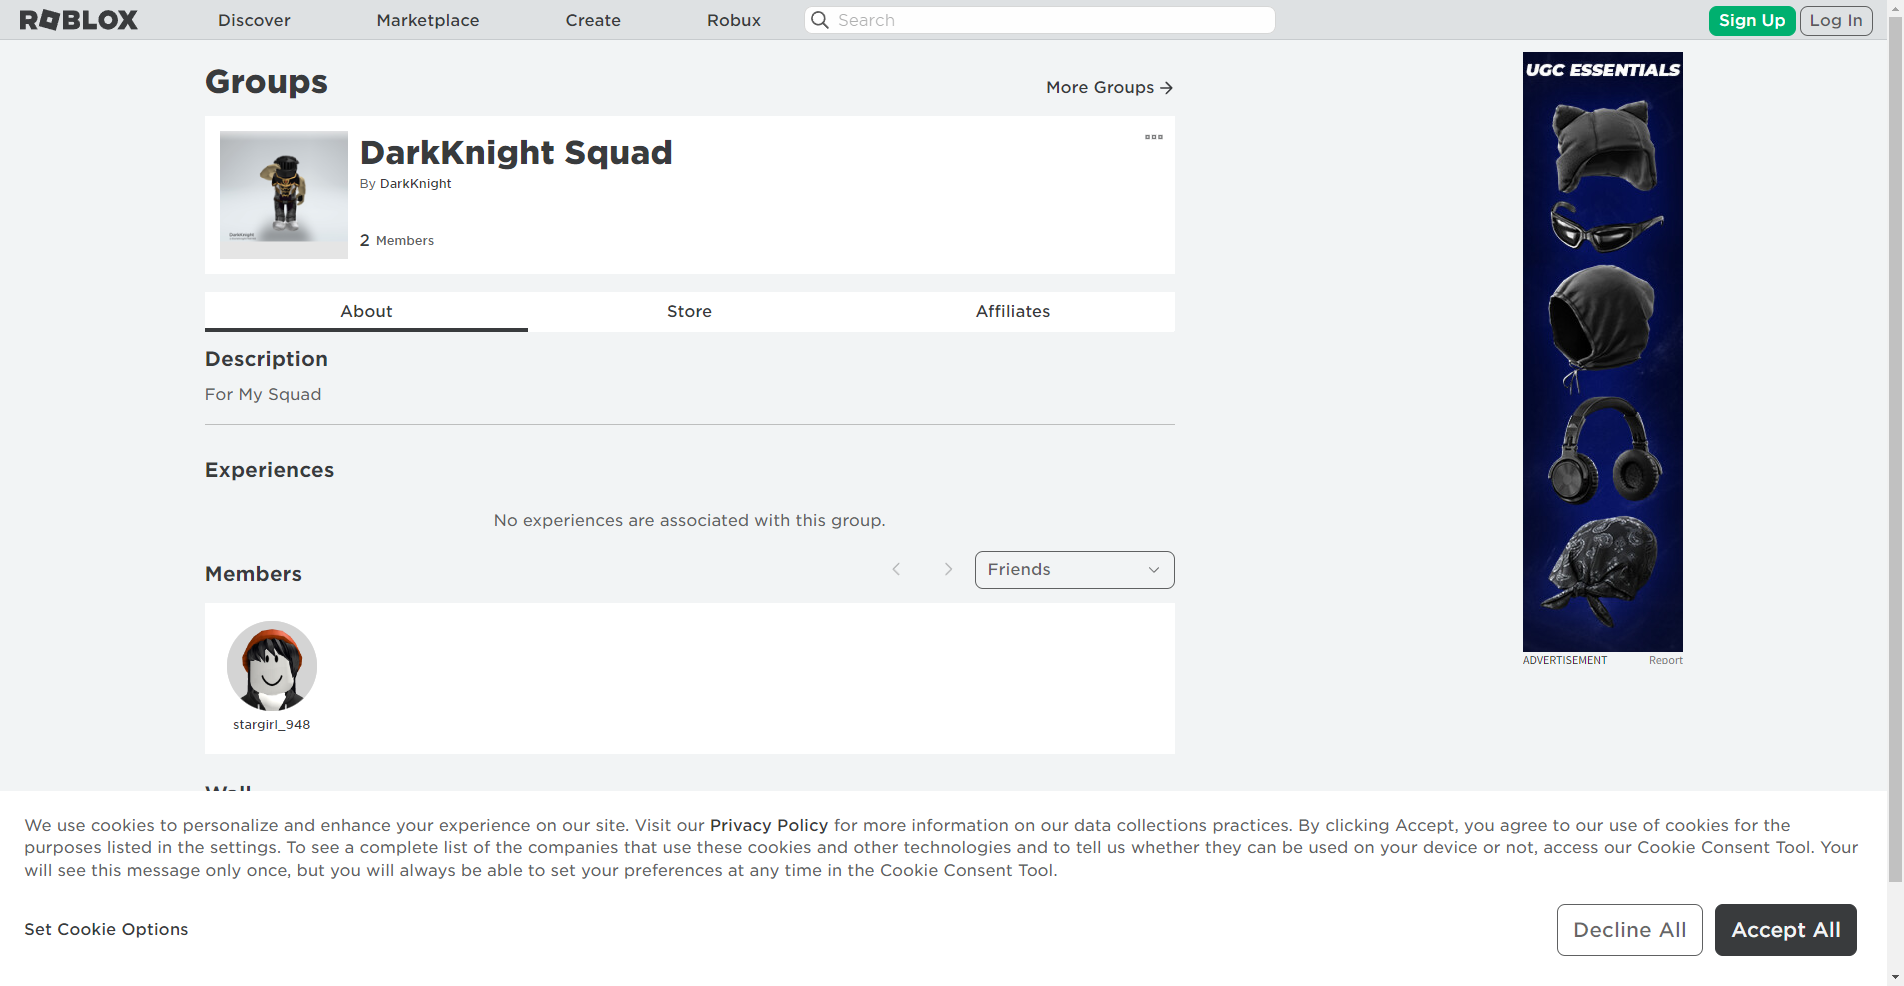 ROBLOX
Discover
Marketplace
Create
Robux
Search
Sign Up
Log In
Groups
More Groups
DarkKnight Squad
By DarkKnight
2 Members
About
Store
Affiliates
Description
For My Squad
Experiences
No experiences are associated with this group.
Members
Friends
stargirl_948
UGC ESSENTIALS
ADVERTISEMENT
Report
We use cookies to personalize and enhance your experience on our site. Visit our Privacy Policy for more information on our data collections practices. By clicking Accept, you agree to our use of cookies for the
purposes listed in the settings. To see a complete list of the companies that use these cookies and other technologies and to tell us whether they can be used on your device or not, access our Cookie Consent Tool. Your
will see this message only once, but you will always be able to set your preferences at any time in the Cookie Consent Tool.
Set Cookie Options
Decline All
Accept All